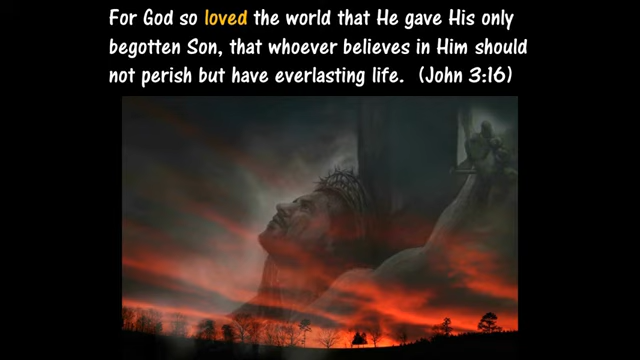 For God so loved the world that He gave His only
begotten Son, that whoever believes in Him should
not perish but have everlasting life. (John 3:16)